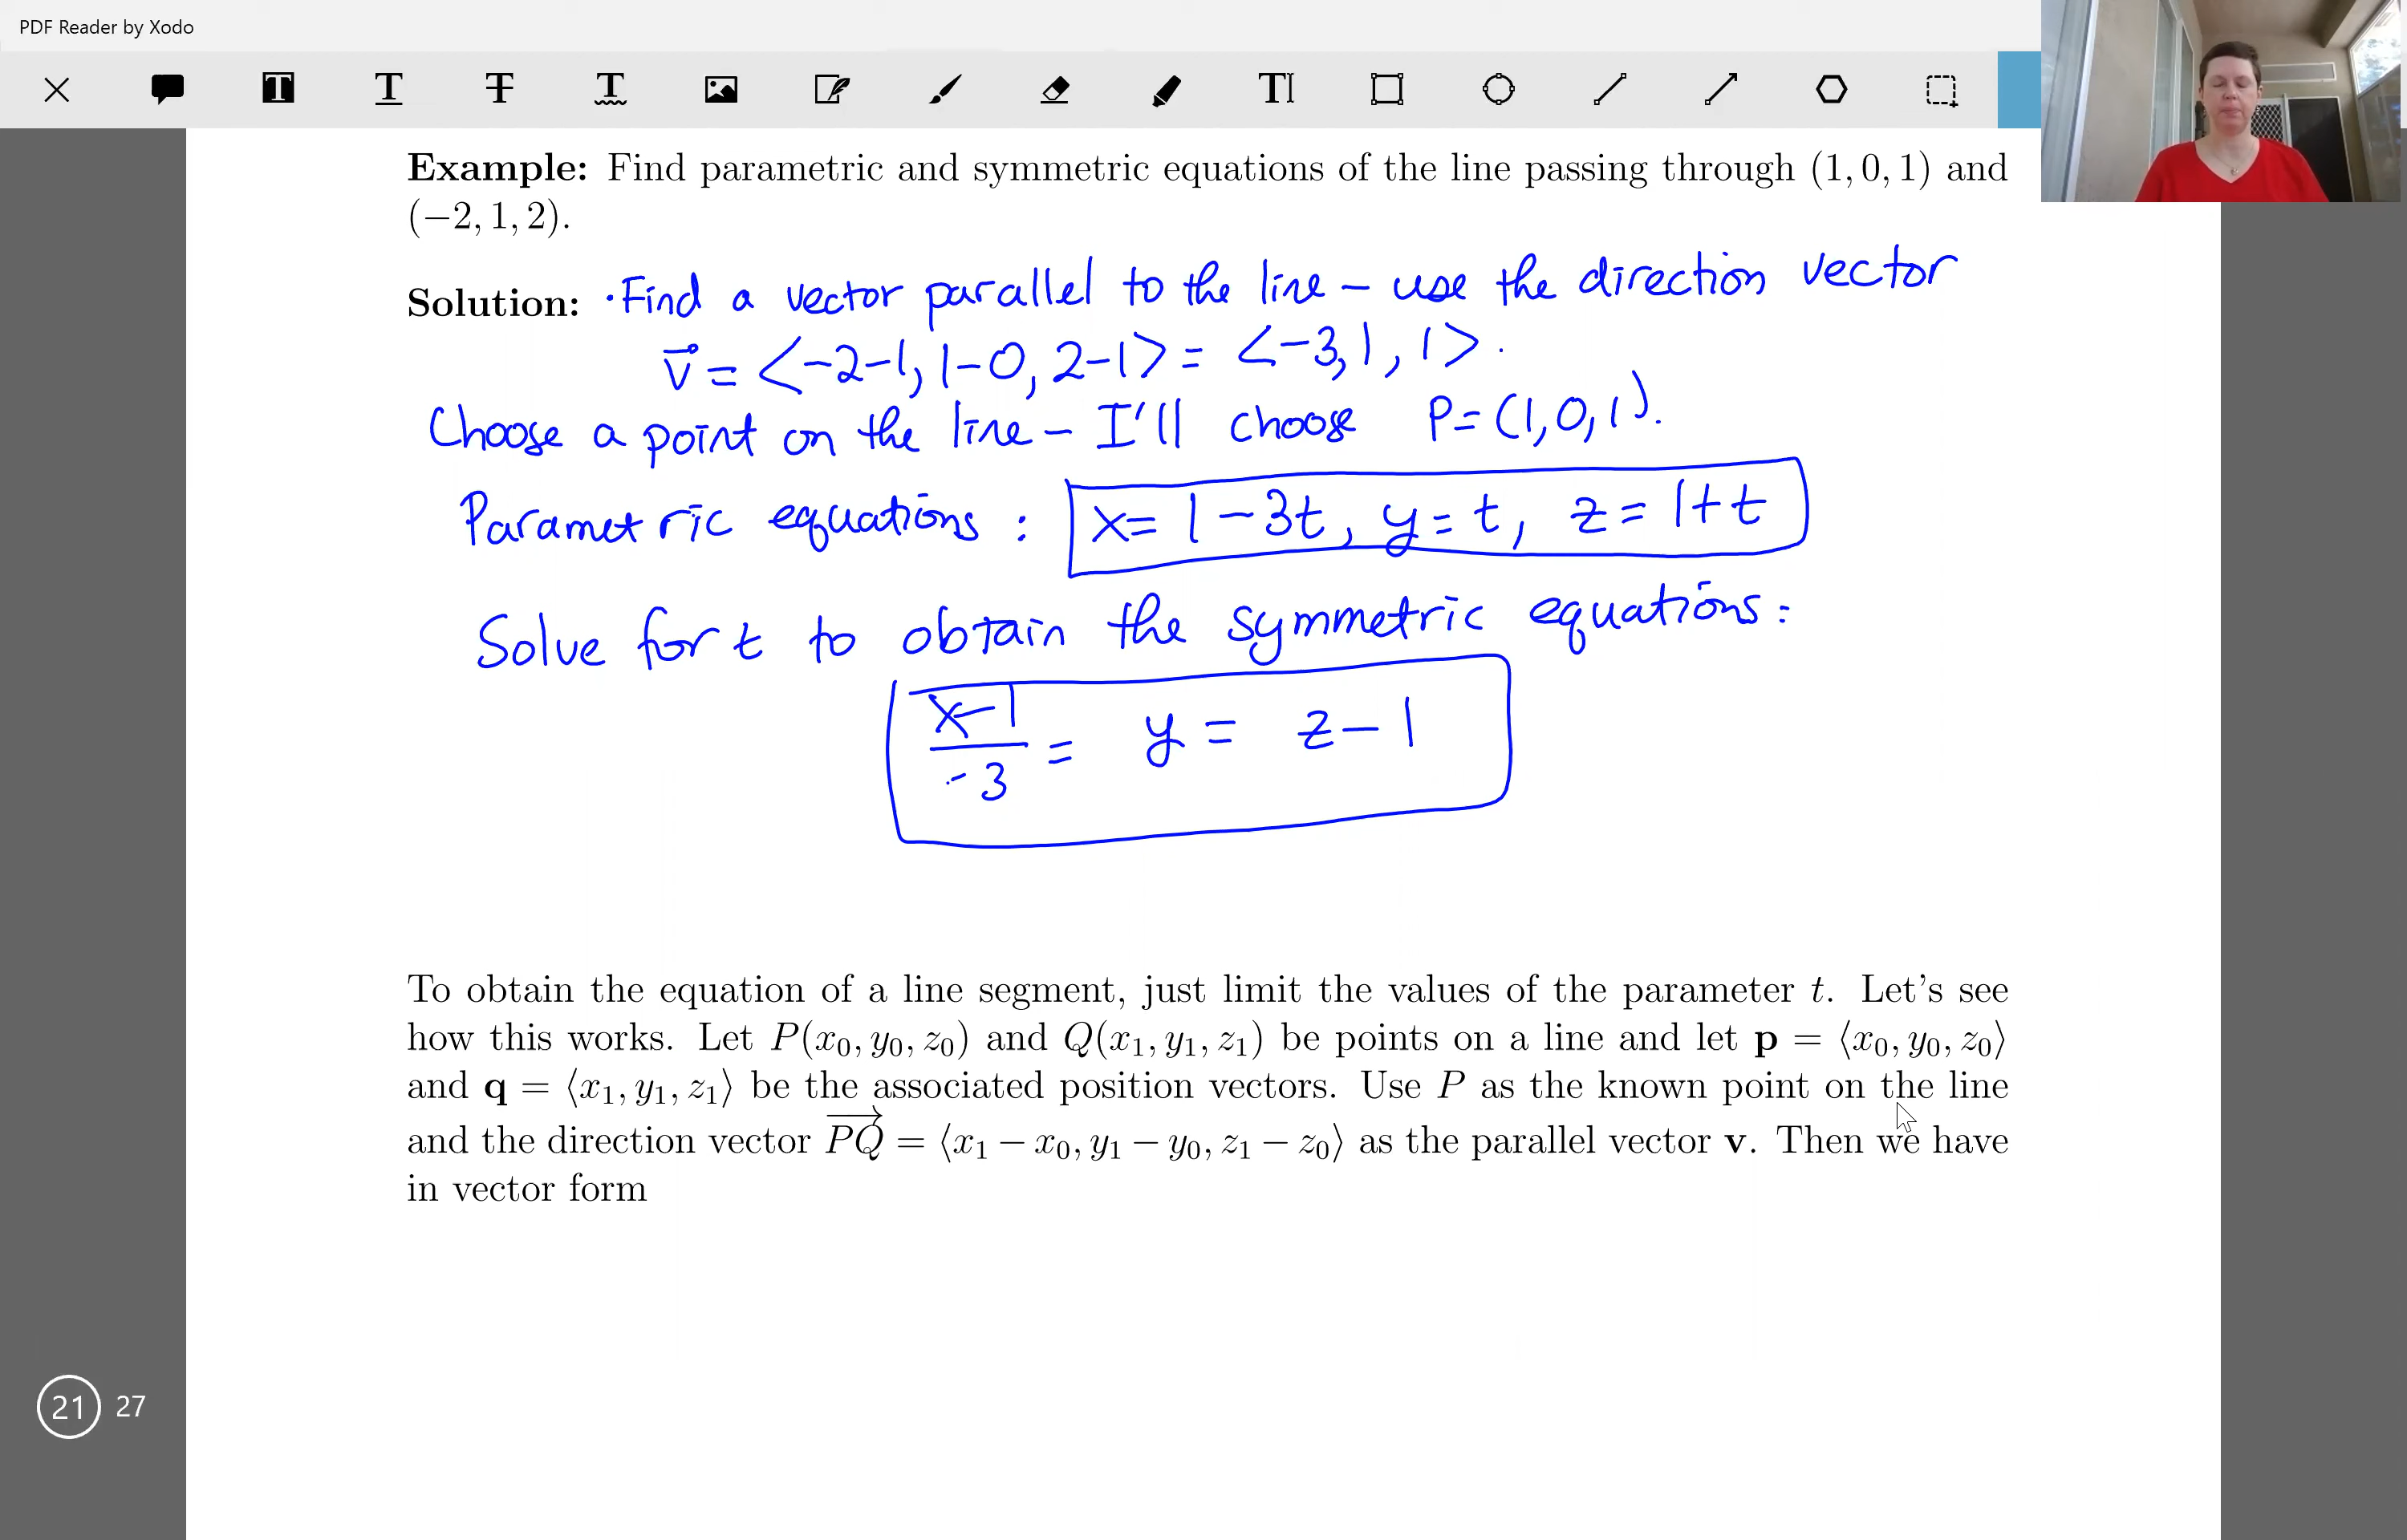 PDF Reader by Xodo
Example: Find parametric and symmetric equations of the line passing through (1, 0, 1) and
(−2, 1, 2).
Solution: · Find a vector parallel to the line – use the direction vector
v⃗ = <−2−1, 1−0, 2−1> = <−3, 1, 1>.
Choose a point on the line – I'll choose P=(1,0,1).
Parametric equations : x= 1−3t, y=t, z=1+t
Solve for t to obtain the symmetric equations:
x−1/−3 = y = z−1
To obtain the equation of a line segment, just limit the values of the parameter t. Let's see
how this works. Let P(x₀, y₀, z₀) and Q(x₁, y₁, z₁) be points on a line and let p = ⟨x₀, y₀, z₀⟩
and q = ⟨x₁, y₁, z₁⟩ be the associated position vectors. Use P as the known point on the line
and the direction vector P⃗Q⃗ = ⟨x₁ − x₀, y₁ − y₀, z₁ − z₀⟩ as the parallel vector v. Then we have
in vector form
21 27